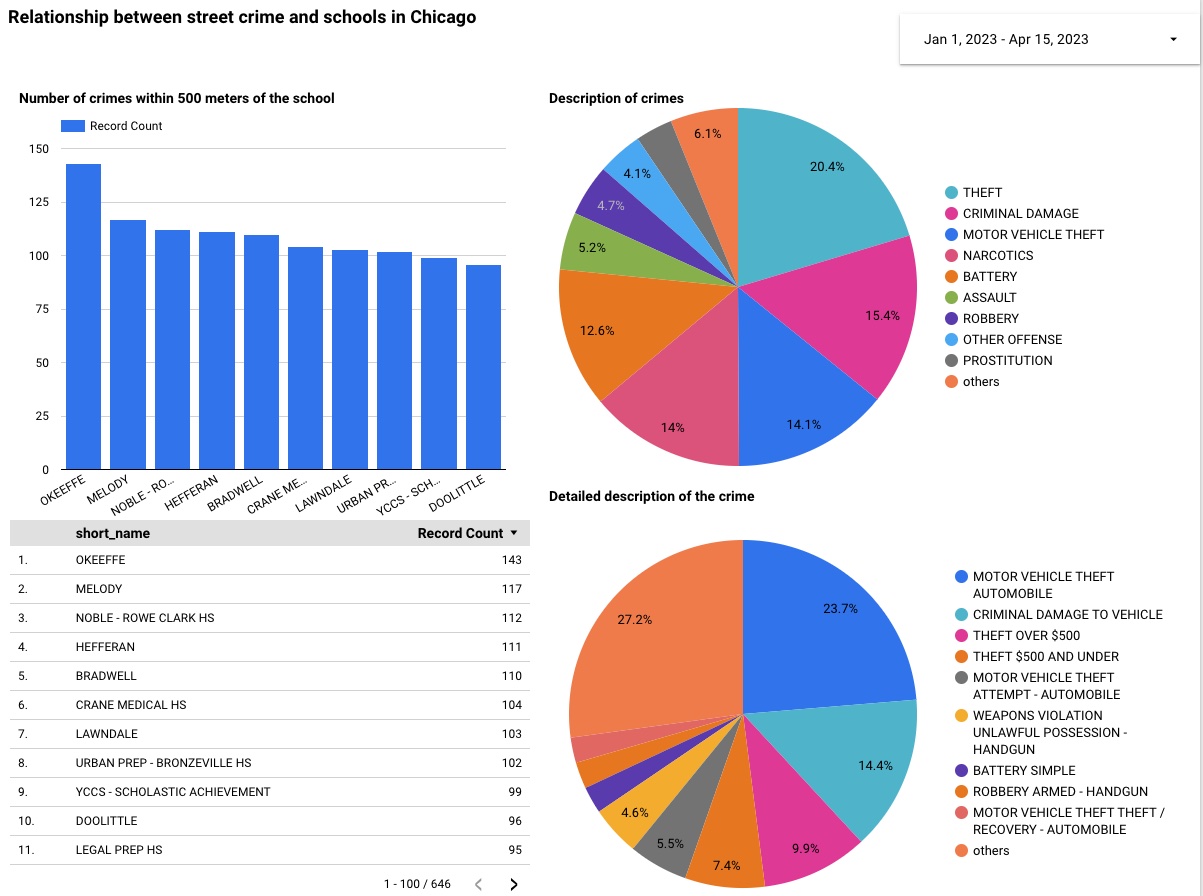 Relationship between street crime and schools in Chicago
Jan 1, 2023 - Apr 15, 2023
Number of crimes within 500 meters of the school
Record Count
150
125
100
75
50
25
0
OKEEFFE
MELODY
NOBLE - RO...
HEFFERAN
BRADWELL
CRANE ME...
LAWNDALE
URBAN PR...
YCCS - SCH...
DOOLITTLE
short_name Record Count
1. OKEEFFE 143
2. MELODY 117
3. NOBLE - ROWE CLARK HS 112
4. HEFFERAN 111
5. BRADWELL 110
6. CRANE MEDICAL HS 104
7. LAWNDALE 103
8. URBAN PREP - BRONZEVILLE HS 102
9. YCCS - SCHOLASTIC ACHIEVEMENT 99
10. DOOLITTLE 96
11. LEGAL PREP HS 95
1 - 100 / 646
Description of crimes
20.4%
15.4%
14.1%
14%
12.6%
5.2%
4.7%
4.1%
6.1%
THEFT
CRIMINAL DAMAGE
MOTOR VEHICLE THEFT
NARCOTICS
BATTERY
ASSAULT
ROBBERY
OTHER OFFENSE
PROSTITUTION
others
Detailed description of the crime
23.7%
14.4%
9.9%
7.4%
5.5%
4.6%
27.2%
MOTOR VEHICLE THEFT
AUTOMOBILE
CRIMINAL DAMAGE TO VEHICLE
THEFT OVER $500
THEFT $500 AND UNDER
MOTOR VEHICLE THEFT
ATTEMPT - AUTOMOBILE
WEAPONS VIOLATION
UNLAWFUL POSSESSION -
HANDGUN
BATTERY SIMPLE
ROBBERY ARMED - HANDGUN
MOTOR VEHICLE THEFT THEFT /
RECOVERY - AUTOMOBILE
others